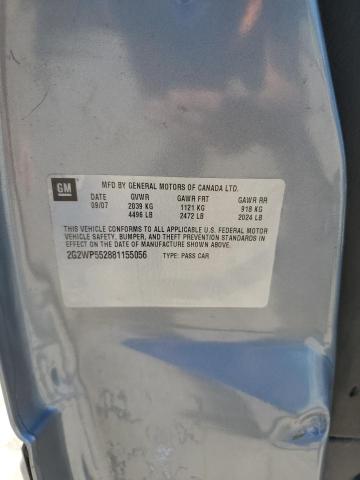 GM
MFD BY GENERAL MOTORS OF CANADA LTD.
DATE GVWR GAWR FRT GAWR RR
09/07 2039 KG 1121 KG 918 KG
4496 LB 2472 LB 2024 LB
THIS VEHICLE CONFORMS TO ALL APPLICABLE U.S. FEDERAL MOTOR
VEHICLE SAFETY, BUMPER, AND THEFT PREVENTION STANDARDS IN
EFFECT ON THE DATE OF MANUFACTURE SHOWN ABOVE.
2G2WP552881155056 TYPE: PASS CAR